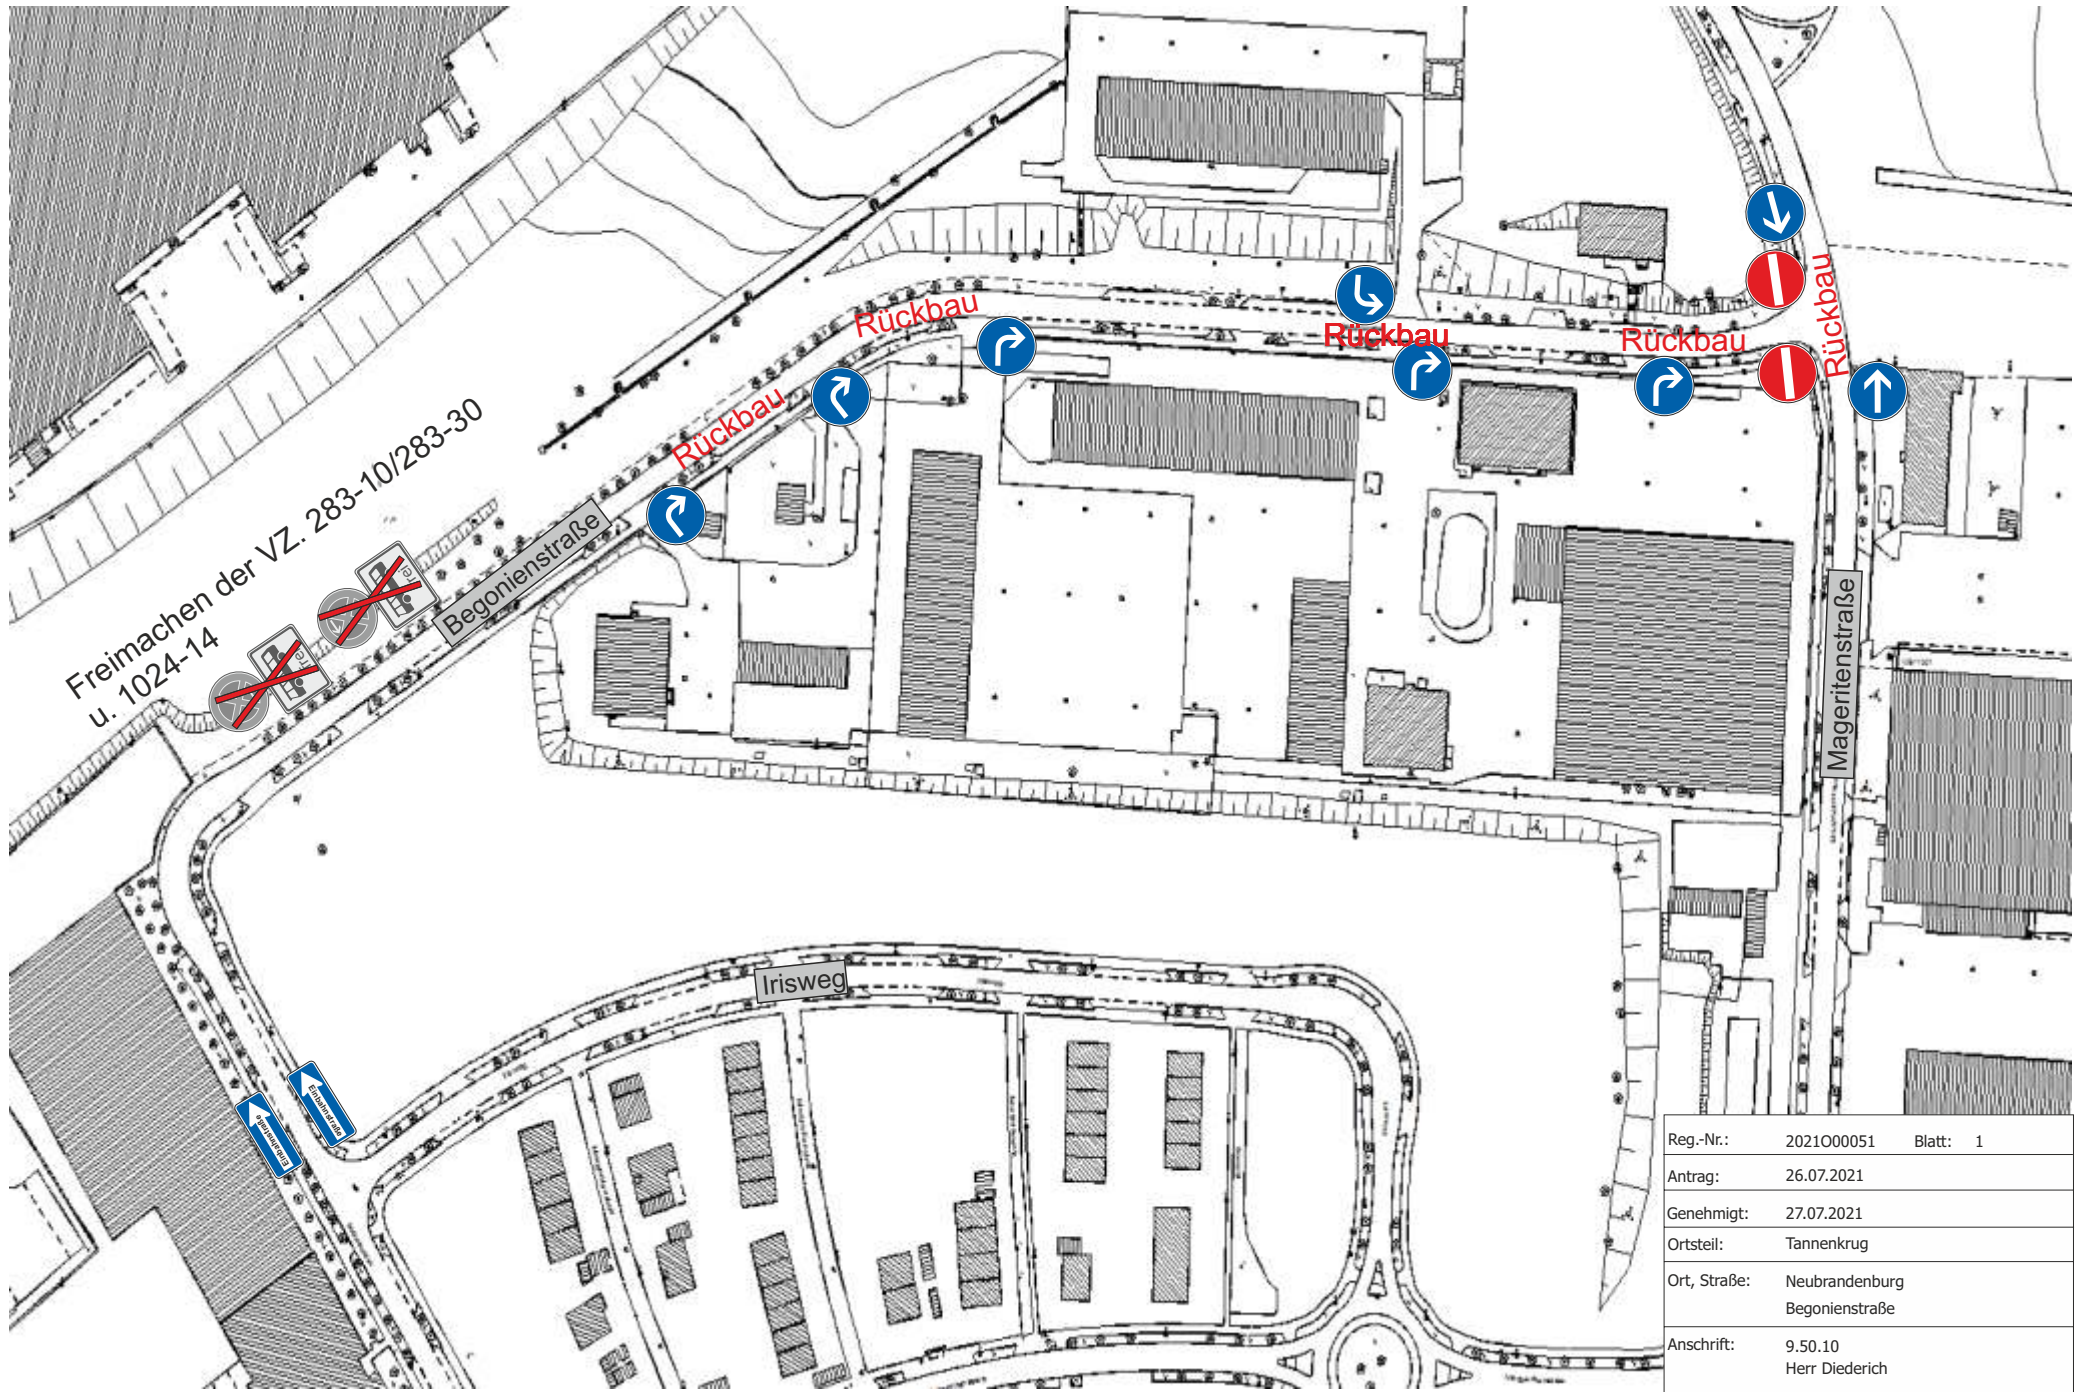 Rückbau
Rückbau
Rückbau
Rückbau
Rückbau
Freimachen der VZ. 283-10/283-30
u. 1024-14
frei
frei
Begonienstraße
Mageritenstraße
Irisweg
Einbahnstraße
Einbahnstraße
Reg.-Nr.: 2021O00051 Blatt: 1
Antrag: 26.07.2021
Genehmigt: 27.07.2021
Ortsteil: Tannenkrug
Ort, Straße: Neubrandenburg
Begonienstraße
Anschrift: 9.50.10
Herr Diederich